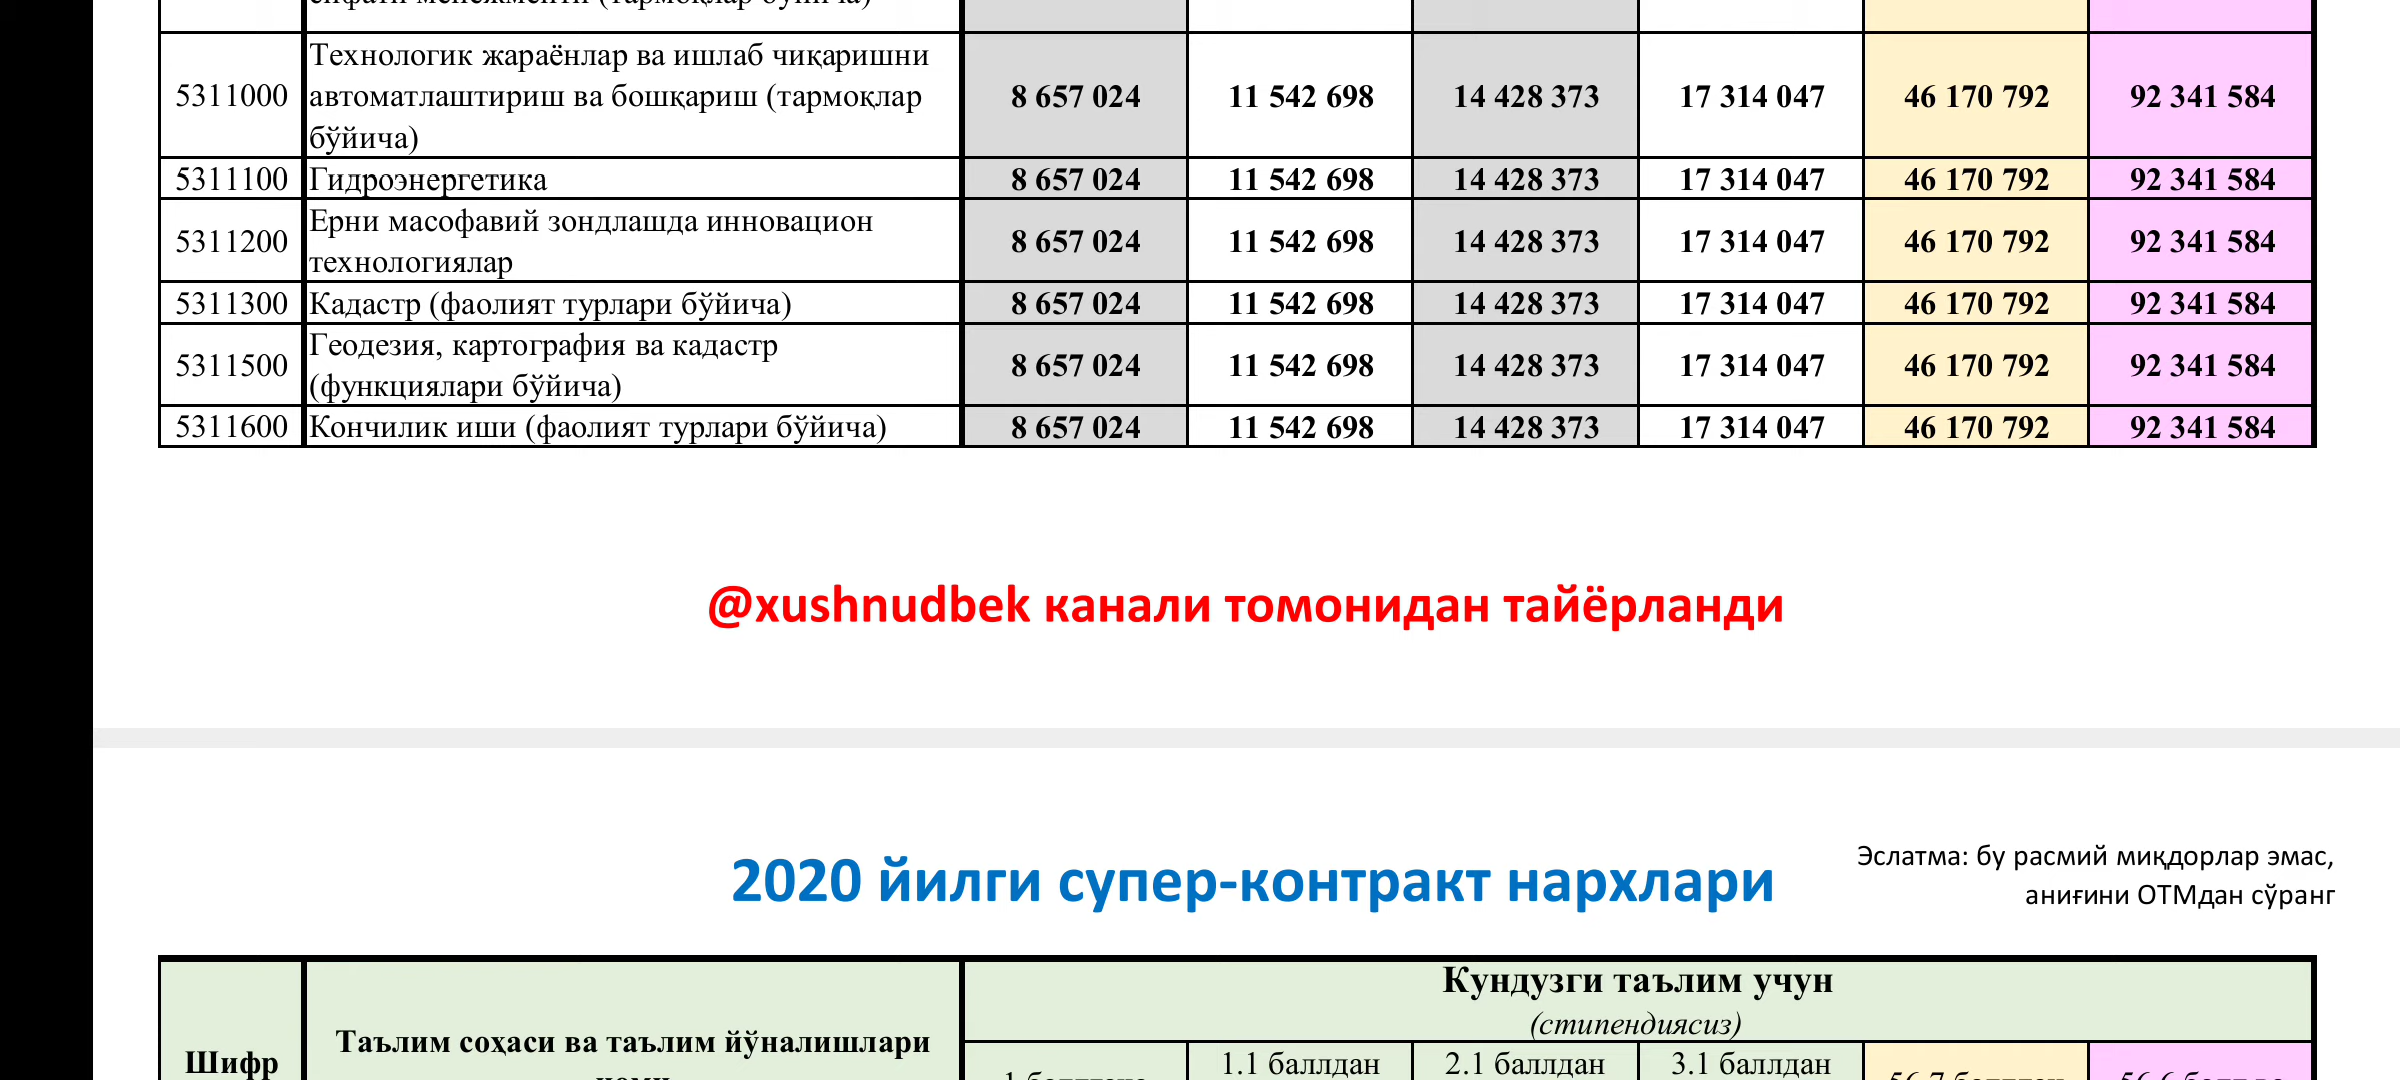 сифати менежменти (тармоқлар бўйича)
Технологик жараёнлар ва ишлаб чиқаришни
5311000 автоматлаштириш ва бошқариш (тармоқлар 8 657 024 11 542 698 14 428 373 17 314 047 46 170 792 92 341 584
бўйича)
5311100 Гидроэнергетика 8 657 024 11 542 698 14 428 373 17 314 047 46 170 792 92 341 584
Ерни масофавий зондлашда инновацион
5311200 8 657 024 11 542 698 14 428 373 17 314 047 46 170 792 92 341 584
технологиялар
5311300 Кадастр (фаолият турлари бўйича) 8 657 024 11 542 698 14 428 373 17 314 047 46 170 792 92 341 584
Геодезия, картография ва кадастр
5311500 8 657 024 11 542 698 14 428 373 17 314 047 46 170 792 92 341 584
(функциялари бўйича)
5311600 Кончилик иши (фаолият турлари бўйича) 8 657 024 11 542 698 14 428 373 17 314 047 46 170 792 92 341 584
@xushnudbek канали томонидан тайёрланди
2020 йилги супер-контракт нархлари
Эслатма: бу расмий миқдорлар эмас,
аниғини ОТМдан сўранг
Кундузги таълим учун
(стипендиясиз)
Шифр
Таълим соҳаси ва таълим йўналишлари
1.1 баллдан 2.1 баллдан 3.1 баллдан